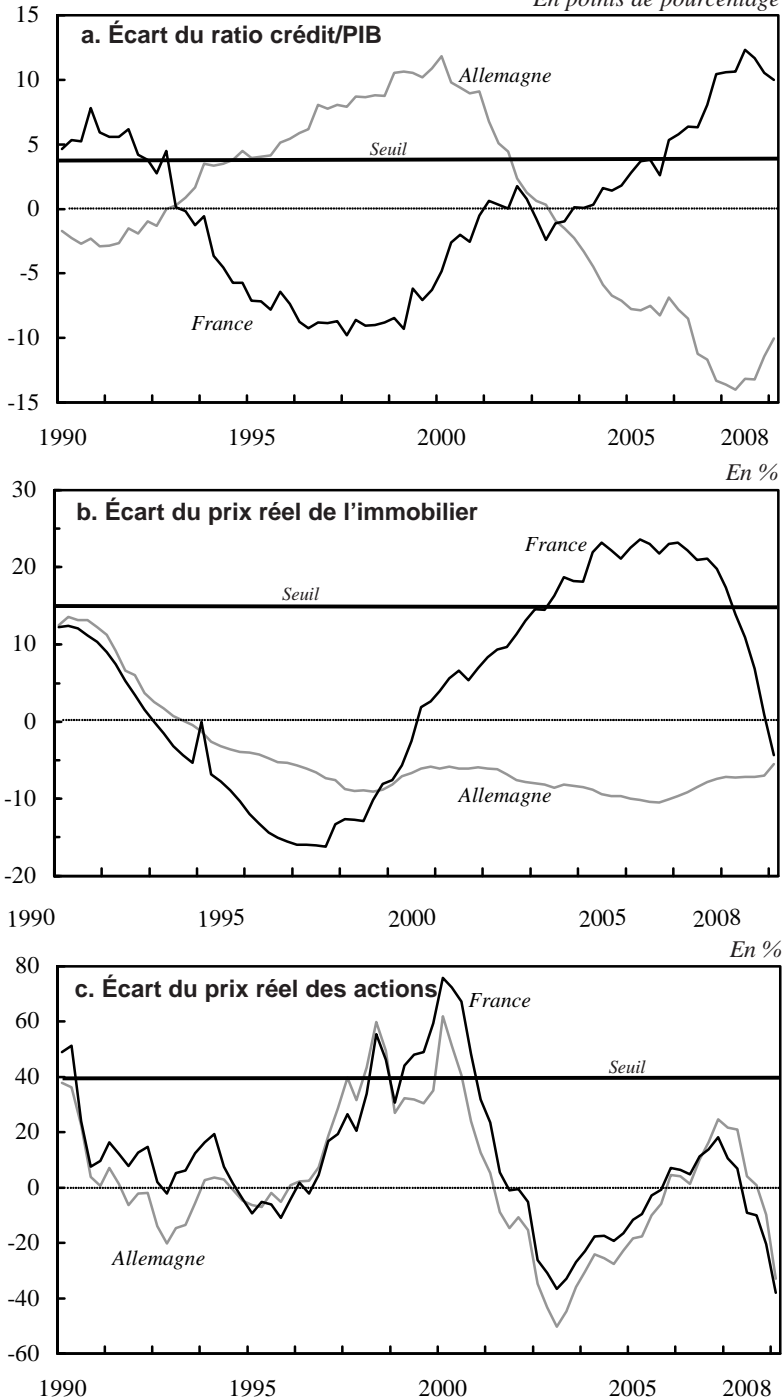 En points de pourcentage
15
a. Écart du ratio crédit/PIB
10
Allemagne
5
Seuil
0
-5
France
-10
-15
1990 1995 2000 2005 2008
En %
30
b. Écart du prix réel de l'immobilier
France
20
Seuil
10
0
Allemagne
-10
-20
1990 1995 2000 2005 2008
En %
80
c. Écart du prix réel des actions
France
60
40
Seuil
20
0
-20
Allemagne
-40
-60
1990 1995 2000 2005 2008